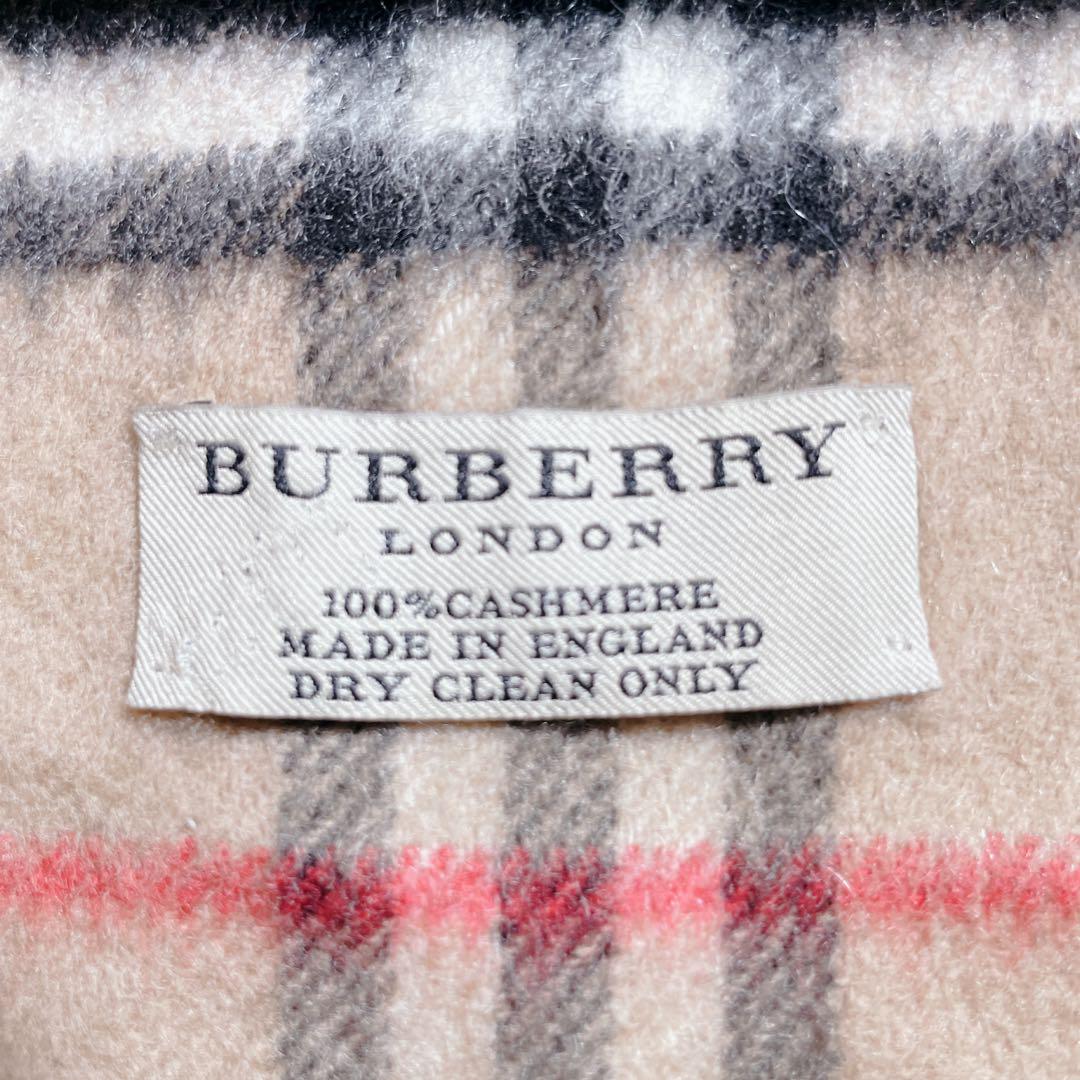 BURBERRY
LONDON
100%CASHMERE
MADE IN ENGLAND
DRY CLEAN ONLY